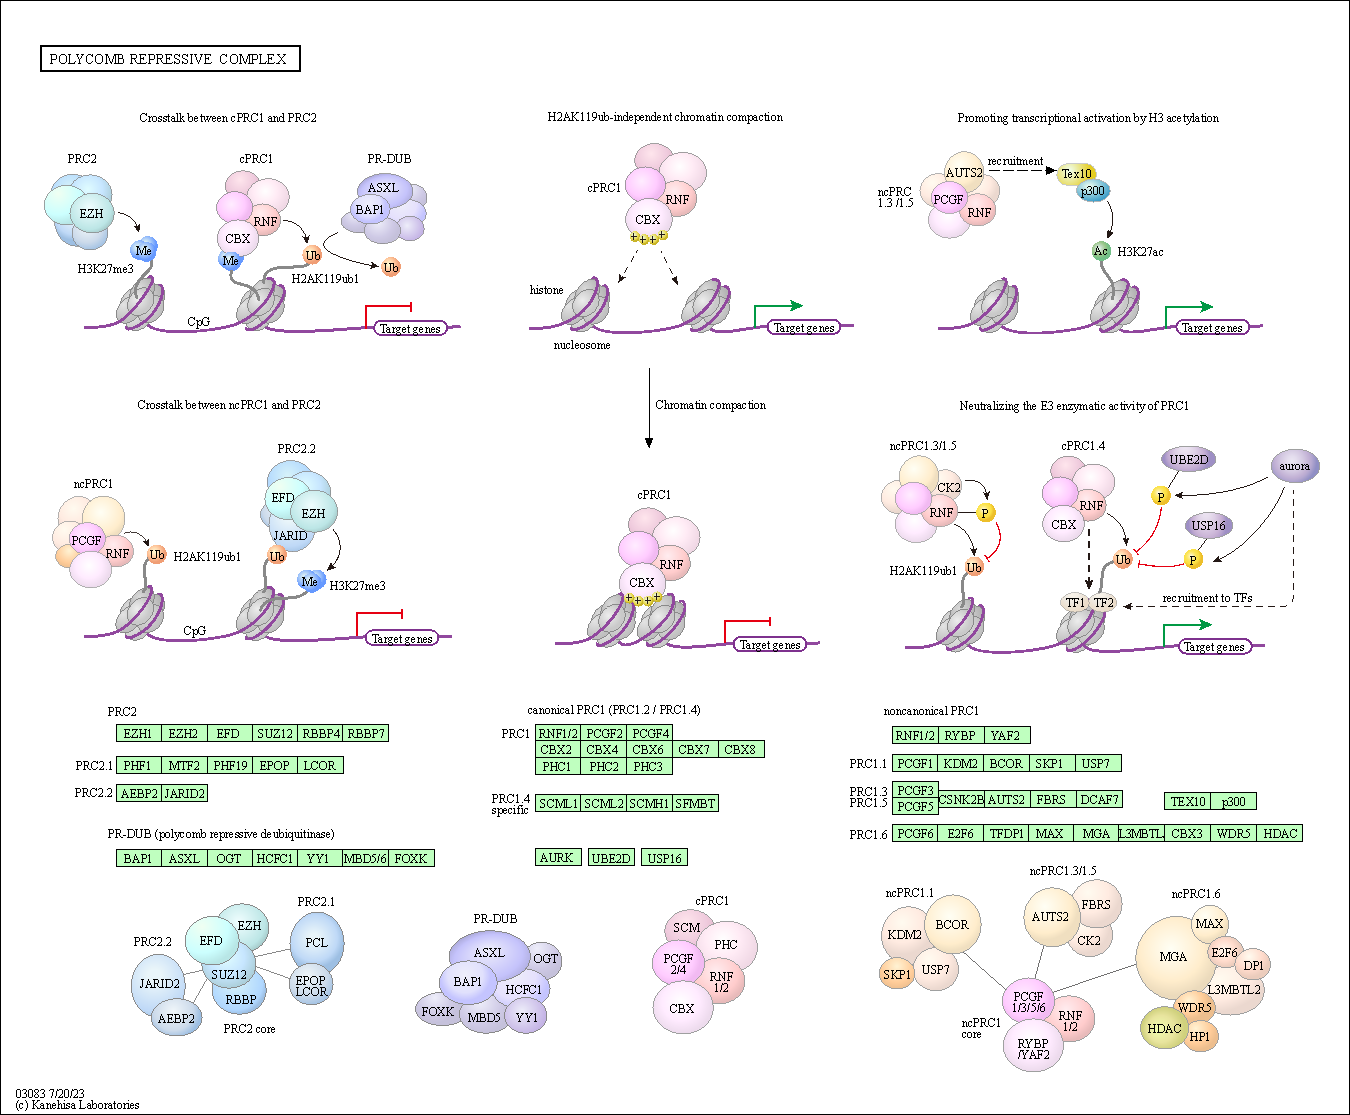 POLYCOMB REPRESSIVE COMPLEX
Crosstalk between cPRC1 and PRC2
PRC2
cPRC1
PR-DUB
EZH
Me
H3K27me3
RNF
CBX
Me
Ub
H2AK119ub1
ASXL
BAP1
Ub
CpG
Target genes
H2AK119ub-independent chromatin compaction
cPRC1
RNF
CBX
+ + + +
histone
nucleosome
Target genes
Chromatin compaction
cPRC1
RNF
CBX
+ + + +
Target genes
Promoting transcriptional activation by H3 acetylation
ncPRC
1.3 /1.5
AUTS2
PCGF
RNF
recruitment
Tex10
p300
Ac
H3K27ac
Target genes
Crosstalk between ncPRC1 and PRC2
ncPRC1
PCGF
RNF
Ub
H2AK119ub1
PRC2.2
EFD
EZH
JARID
Ub
Me
H3K27me3
CpG
Target genes
Neutralizing the E3 enzymatic activity of PRC1
ncPRC1.3/1.5
CK2
RNF
P
H2AK119ub1
Ub
cPRC1.4
RNF
CBX
UBE2D
P
aurora
USP16
P
Ub
TF1
TF2
recruitment to TFs
Target genes
PRC2
EZH1 EZH2 EFD SUZ12 RBBP4 RBBP7
PRC2.1 PHF1 MTF2 PHF19 EPOP LCOR
PRC2.2 AEBP2 JARID2
PR-DUB (polycomb repressive deubiquitinase)
BAP1 ASXL OGT HCFC1 YY1 MBD5/6 FOXK
canonical PRC1 (PRC1.2 / PRC1.4)
PRC1 RNF1/2 PCGF2 PCGF4
CBX2 CBX4 CBX6 CBX7 CBX8
PHC1 PHC2 PHC3
PRC1.4
specific
SCML1 SCML2 SCMH1 SFMBT
AURK UBE2D USP16
noncanonical PRC1
RNF1/2 RYBP YAF2
PRC1.1 PCGF1 KDM2 BCOR SKP1 USP7
PRC1.3 PCGF3
PRC1.5 PCGF5
CSNK2B AUTS2 FBRS DCAF7
TEX10 p300
PRC1.6 PCGF6 E2F6 TFDP1 MAX MGA L3MBTL CBX3 WDR5 HDAC
PRC2.1
PRC2.2
EZH
EFD
PCL
SUZ12
JARID2
RBBP
EPOP
LCOR
AEBP2
PRC2 core
PR-DUB
ASXL
OGT
BAP1
HCFC1
FOXK
MBD5
YY1
cPRC1
SCM
PHC
PCGF
2/4
RNF
1/2
CBX
ncPRC1.1
KDM2
BCOR
SKP1
USP7
ncPRC1.3/1.5
AUTS2
FBRS
CK2
ncPRC1.6
MAX
MGA
E2F6
DP1
L3MBTL2
WDR5
HDAC
HP1
PCGF
1/3/5/6
RNF
1/2
RYBP
/YAF2
ncPRC1
core
03083 7/20/23
(c) Kanehisa Laboratories